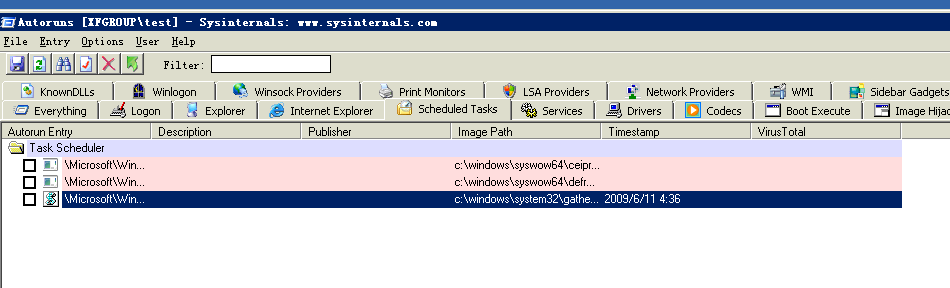 Autoruns [XFGROUP\test] - Sysinternals: www.sysinternals.com
File Entry Options User Help
Filter:
KnownDLLs Winlogon Winsock Providers Print Monitors LSA Providers Network Providers WMI Sidebar Gadgets
Everything Logon Explorer Internet Explorer Scheduled Tasks Services Drivers Codecs Boot Execute Image Hijac
Autorun Entry Description Publisher Image Path Timestamp VirusTotal
Task Scheduler
\Microsoft\Win... c:\windows\syswow64\ceipr...
\Microsoft\Win... c:\windows\syswow64\defr...
\Microsoft\Win... c:\windows\system32\gathe... 2009/6/11 4:36